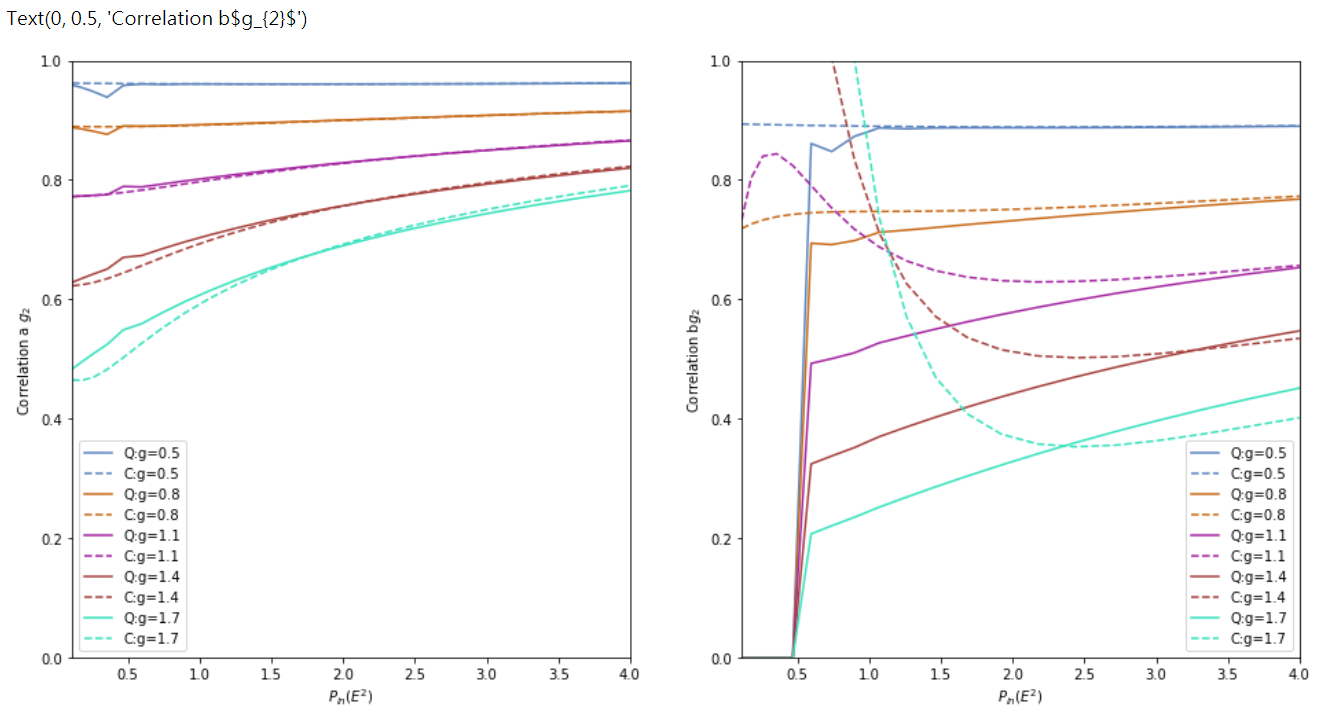 Text(0, 0.5, 'Correlation b$g_{2}$')
1.0
0.8
0.6
0.4
0.2
0.0
Correlation a g₂
0.5 1.0 1.5 2.0 2.5 3.0 3.5 4.0
P_in(E²)
Q:g=0.5
C:g=0.5
Q:g=0.8
C:g=0.8
Q:g=1.1
C:g=1.1
Q:g=1.4
C:g=1.4
Q:g=1.7
C:g=1.7
1.0
0.8
0.6
0.4
0.2
0.0
Correlation bg₂
0.5 1.0 1.5 2.0 2.5 3.0 3.5 4.0
P_in(E²)
Q:g=0.5
C:g=0.5
Q:g=0.8
C:g=0.8
Q:g=1.1
C:g=1.1
Q:g=1.4
C:g=1.4
Q:g=1.7
C:g=1.7